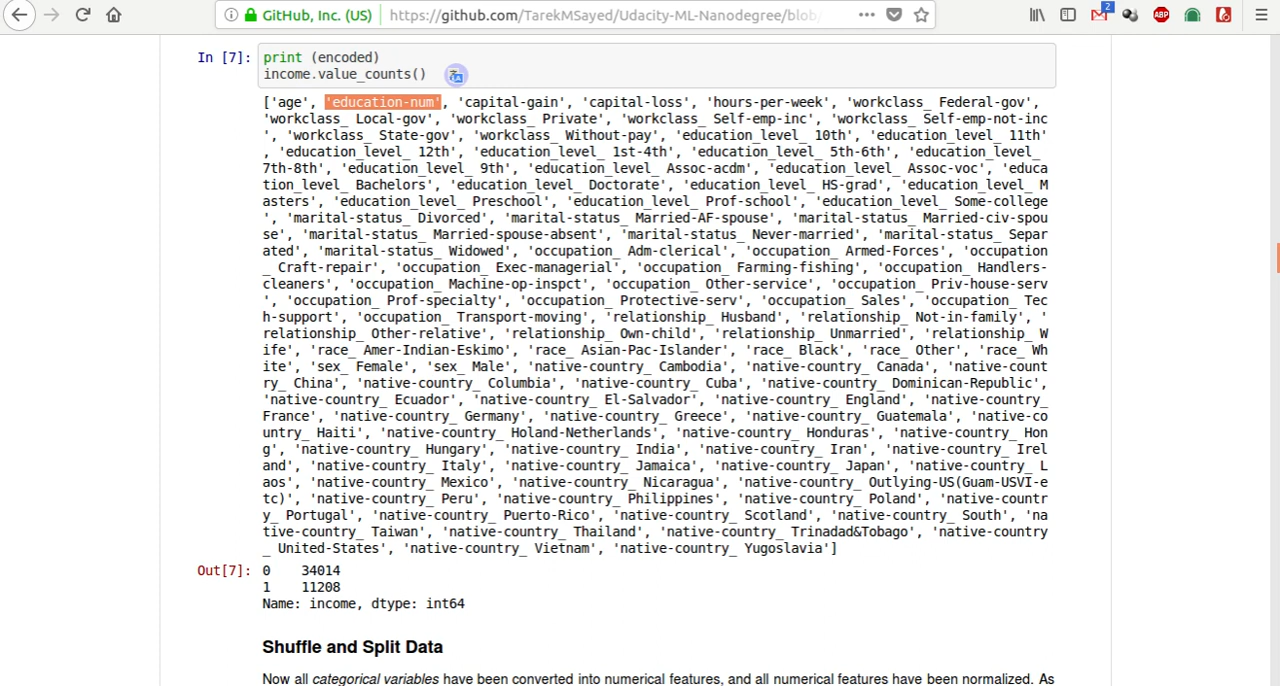 GitHub, Inc. (US)
https://github.com/TarekMSayed/Udacity-ML-Nanodegree/blob/
2
ABP
In [7]:
print (encoded)
income.value_counts()
['age', 'education-num', 'capital-gain', 'capital-loss', 'hours-per-week', 'workclass_ Federal-gov',
'workclass_ Local-gov', 'workclass_ Private', 'workclass_ Self-emp-inc', 'workclass_ Self-emp-not-inc
', 'workclass_ State-gov', 'workclass_ Without-pay', 'education_level_ 10th', 'education_level_ 11th'
, 'education_level_ 12th', 'education_level_ 1st-4th', 'education_level_ 5th-6th', 'education_level_
7th-8th', 'education_level_ 9th', 'education_level_ Assoc-acdm', 'education_level_ Assoc-voc', 'educa
tion_level_ Bachelors', 'education_level_ Doctorate', 'education_level_ HS-grad', 'education_level_ M
asters', 'education_level_ Preschool', 'education_level_ Prof-school', 'education_level_ Some-college
', 'marital-status_ Divorced', 'marital-status_ Married-AF-spouse', 'marital-status_ Married-civ-spou
se', 'marital-status_ Married-spouse-absent', 'marital-status_ Never-married', 'marital-status_ Separ
ated', 'marital-status_ Widowed', 'occupation_ Adm-clerical', 'occupation_ Armed-Forces', 'occupation
_ Craft-repair', 'occupation_ Exec-managerial', 'occupation_ Farming-fishing', 'occupation_ Handlers-
cleaners', 'occupation_ Machine-op-inspct', 'occupation_ Other-service', 'occupation_ Priv-house-serv
', 'occupation_ Prof-specialty', 'occupation_ Protective-serv', 'occupation_ Sales', 'occupation_ Tec
h-support', 'occupation_ Transport-moving', 'relationship_ Husband', 'relationship_ Not-in-family', '
relationship_ Other-relative', 'relationship_ Own-child', 'relationship_ Unmarried', 'relationship_ W
ife', 'race_ Amer-Indian-Eskimo', 'race_ Asian-Pac-Islander', 'race_ Black', 'race_ Other', 'race_ Wh
ite', 'sex_ Female', 'sex_ Male', 'native-country_ Cambodia', 'native-country_ Canada', 'native-count
ry_ China', 'native-country_ Columbia', 'native-country_ Cuba', 'native-country_ Dominican-Republic',
'native-country_ Ecuador', 'native-country_ El-Salvador', 'native-country_ England', 'native-country_
France', 'native-country_ Germany', 'native-country_ Greece', 'native-country_ Guatemala', 'native-co
untry_ Haiti', 'native-country_ Holand-Netherlands', 'native-country_ Honduras', 'native-country_ Hon
g', 'native-country_ Hungary', 'native-country_ India', 'native-country_ Iran', 'native-country_ Irel
and', 'native-country_ Italy', 'native-country_ Jamaica', 'native-country_ Japan', 'native-country_ L
aos', 'native-country_ Mexico', 'native-country_ Nicaragua', 'native-country_ Outlying-US(Guam-USVI-e
tc)', 'native-country_ Peru', 'native-country_ Philippines', 'native-country_ Poland', 'native-countr
y_ Portugal', 'native-country_ Puerto-Rico', 'native-country_ Scotland', 'native-country_ South', 'na
tive-country_ Taiwan', 'native-country_ Thailand', 'native-country_ Trinadad&Tobago', 'native-country
_ United-States', 'native-country_ Vietnam', 'native-country_ Yugoslavia']
Out[7]: 0 34014
1 11208
Name: income, dtype: int64
Shuffle and Split Data
Now all categorical variables have been converted into numerical features, and all numerical features have been normalized. As